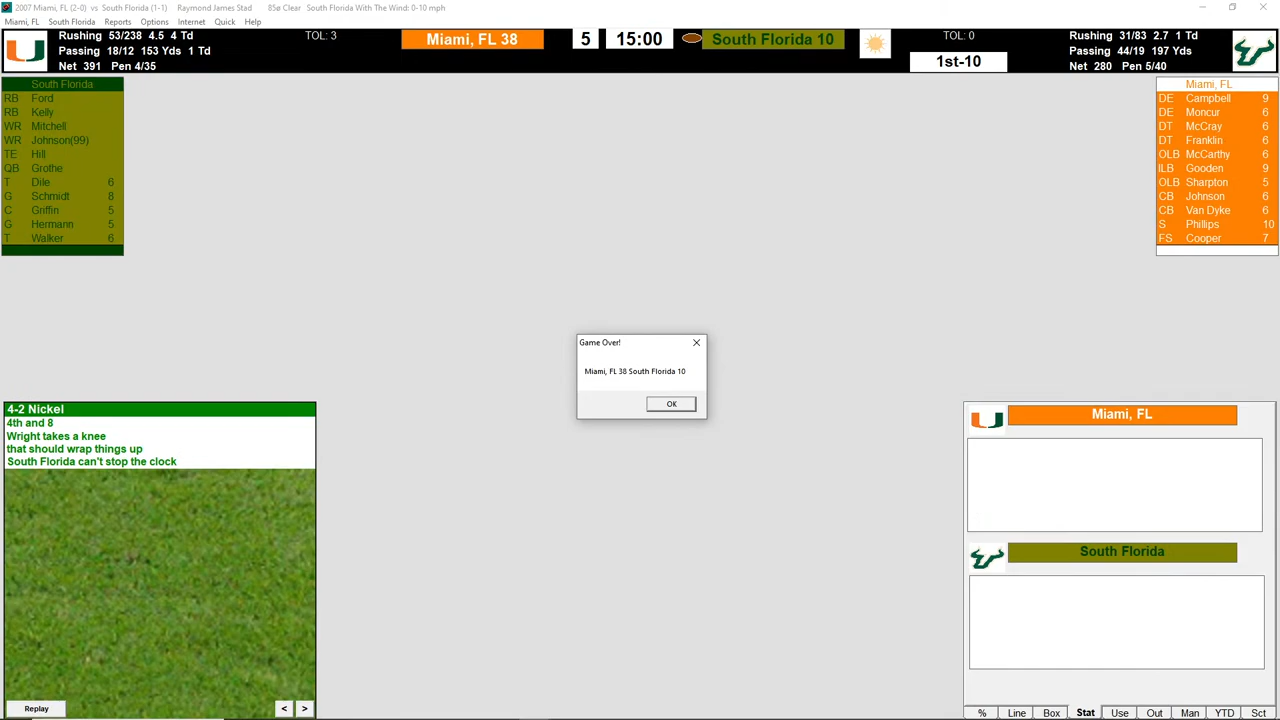 2007 Miami, FL (2-0) vs South Florida (1-1) Raymond James Stad 85ø Clear South Florida With The Wind: 0-10 mph
Miami, FL South Florida Reports Options Internet Quick Help
Rushing 53/238 4.5 4 Td
Passing 18/12 153 Yds 1 Td
Net 391 Pen 4/35
TOL: 3
Miami, FL 38
5
15:00
South Florida 10
TOL: 0
1st-10
Rushing 31/83 2.7 1 Td
Passing 44/19 197 Yds
Net 280 Pen 5/40
South Florida
RB Ford
RB Kelly
WR Mitchell
WR Johnson(99)
TE Hill
QB Grothe
T Dile 6
G Schmidt 8
C Griffin 5
G Hermann 5
T Walker 6
Miami, FL
DE Campbell 9
DE Moncur 6
DT McCray 6
DT Franklin 6
OLB McCarthy 6
ILB Gooden 9
OLB Sharpton 5
CB Johnson 6
CB Van Dyke 6
S Phillips 10
FS Cooper 7
Game Over!
Miami, FL 38 South Florida 10
OK
4-2 Nickel
4th and 8
Wright takes a knee
that should wrap things up
South Florida can't stop the clock
Replay < >
Miami, FL
South Florida
% Line Box Stat Use Out Man YTD Sct